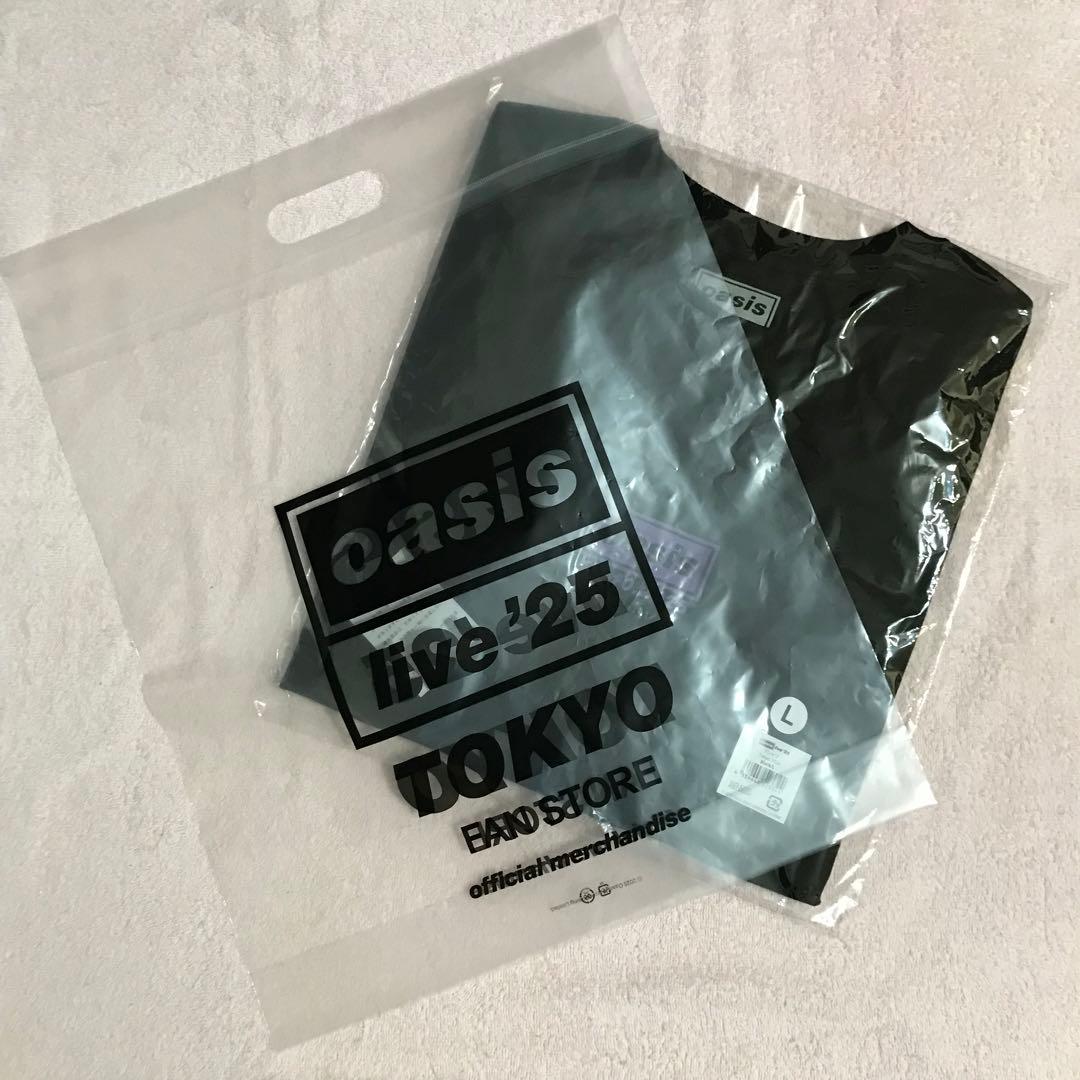 oasis
oasis
live '25
TOKYO
FAN STORE
official merchandise
L